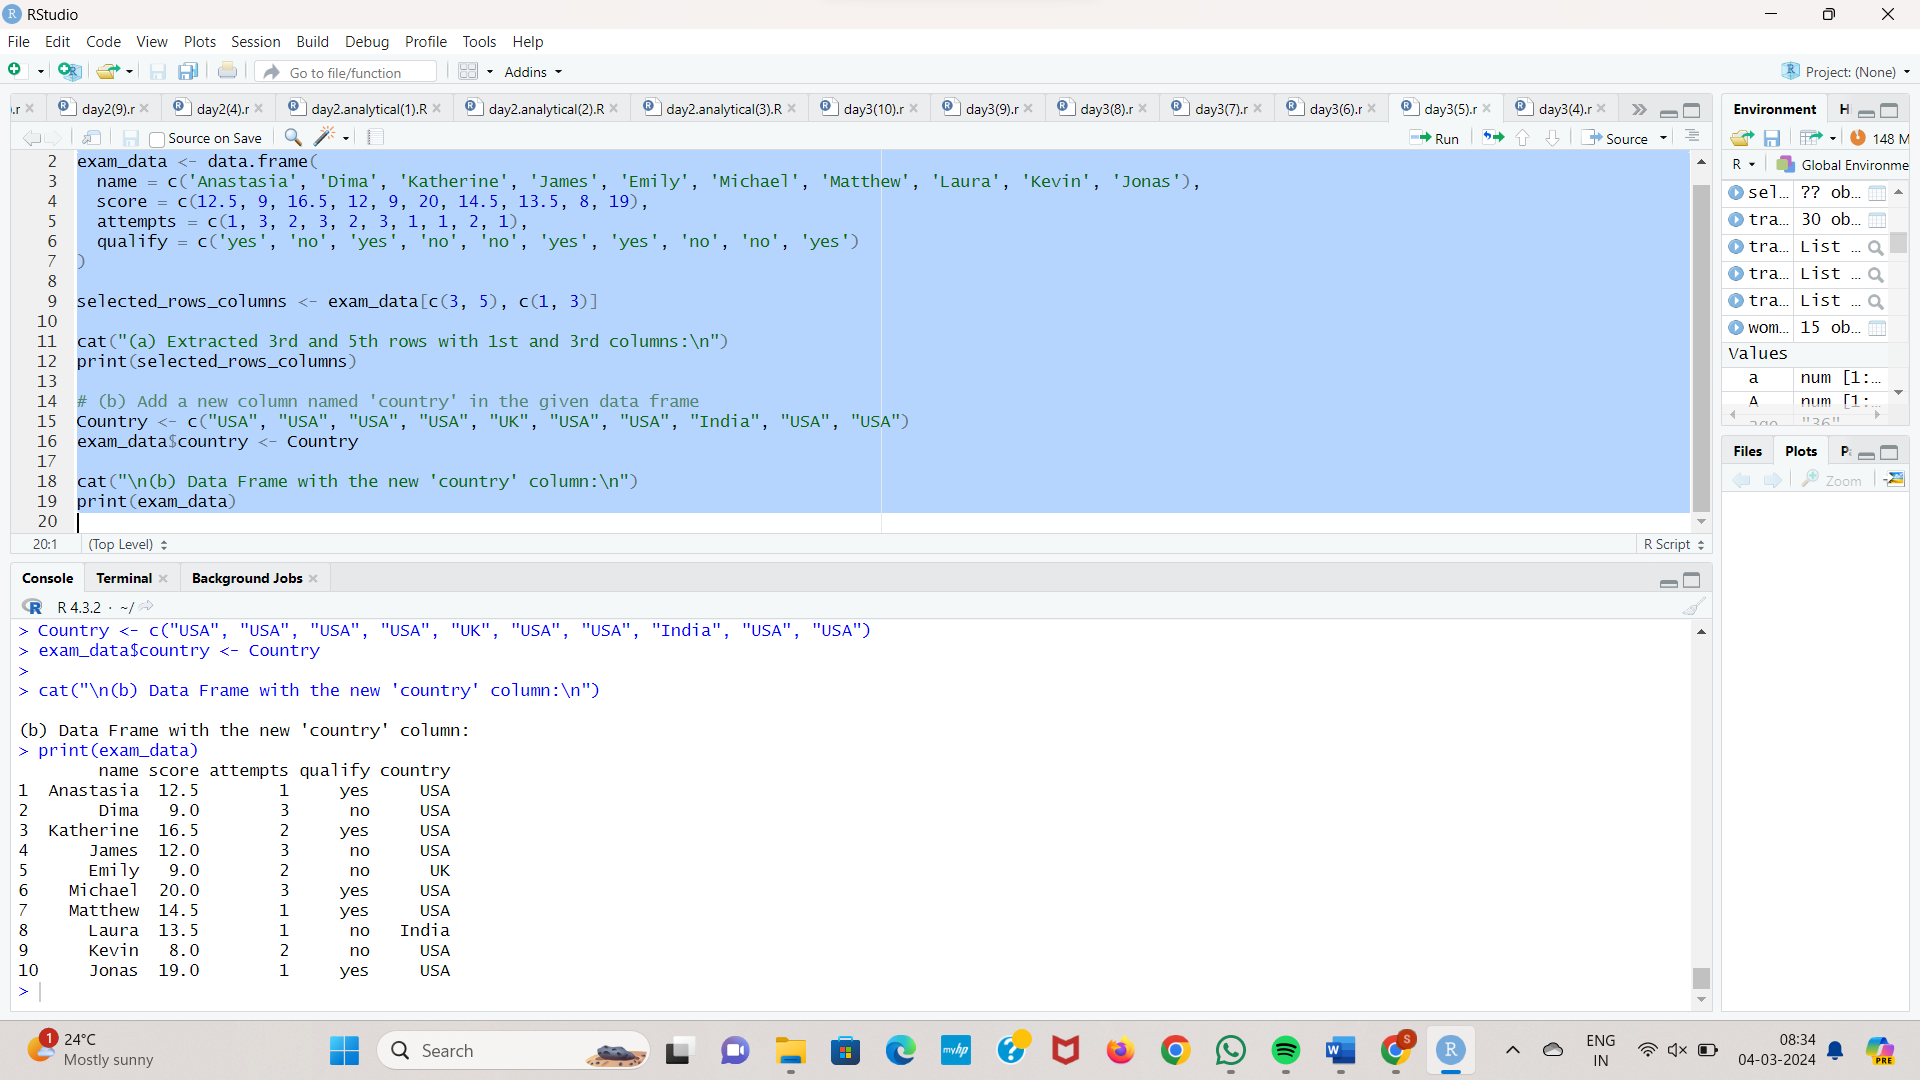 RStudio
File Edit Code View Plots Session Build Debug Profile Tools Help
Go to file/function Addins Project: (None)
).r day2(9).r day2(4).r day2.analytical(1).R day2.analytical(2).R day2.analytical(3).R day3(10).r day3(9).r day3(8).r day3(7).r day3(6).r day3(5).r day3(4).r
Source on Save Run Source
2 exam_data <- data.frame(
3 name = c('Anastasia', 'Dima', 'Katherine', 'James', 'Emily', 'Michael', 'Matthew', 'Laura', 'Kevin', 'Jonas'),
4 score = c(12.5, 9, 16.5, 12, 9, 20, 14.5, 13.5, 8, 19),
5 attempts = c(1, 3, 2, 3, 2, 3, 1, 1, 2, 1),
6 qualify = c('yes', 'no', 'yes', 'no', 'no', 'yes', 'yes', 'no', 'no', 'yes')
7 )
8
9 selected_rows_columns <- exam_data[c(3, 5), c(1, 3)]
10
11 cat("(a) Extracted 3rd and 5th rows with 1st and 3rd columns:\n")
12 print(selected_rows_columns)
13
14 # (b) Add a new column named 'country' in the given data frame
15 Country <- c("USA", "USA", "USA", "USA", "UK", "USA", "USA", "India", "USA", "USA")
16 exam_data$country <- Country
17
18 cat("\n(b) Data Frame with the new 'country' column:\n")
19 print(exam_data)
20
20:1 (Top Level) R Script
Console Terminal Background Jobs
R 4.3.2 · ~/
> Country <- c("USA", "USA", "USA", "USA", "UK", "USA", "USA", "India", "USA", "USA")
> exam_data$country <- Country
>
> cat("\n(b) Data Frame with the new 'country' column:\n")
(b) Data Frame with the new 'country' column:
> print(exam_data)
name score attempts qualify country
1 Anastasia 12.5 1 yes USA
2 Dima 9.0 3 no USA
3 Katherine 16.5 2 yes USA
4 James 12.0 3 no USA
5 Emily 9.0 2 no UK
6 Michael 20.0 3 yes USA
7 Matthew 14.5 1 yes USA
8 Laura 13.5 1 no India
9 Kevin 8.0 2 no USA
10 Jonas 19.0 1 yes USA
>
Environment H
148 M
R Global Environme
sel... ?? ob...
tra... 30 ob...
tra... List ...
tra... List ...
tra... List ...
wom... 15 ob...
Values
a num [1:...
A num [1:...
age "36"
Files Plots P
Zoom
1 24°C
Mostly sunny
Search
myhp
S
R
ENG
IN
08:34
04-03-2024
PRE